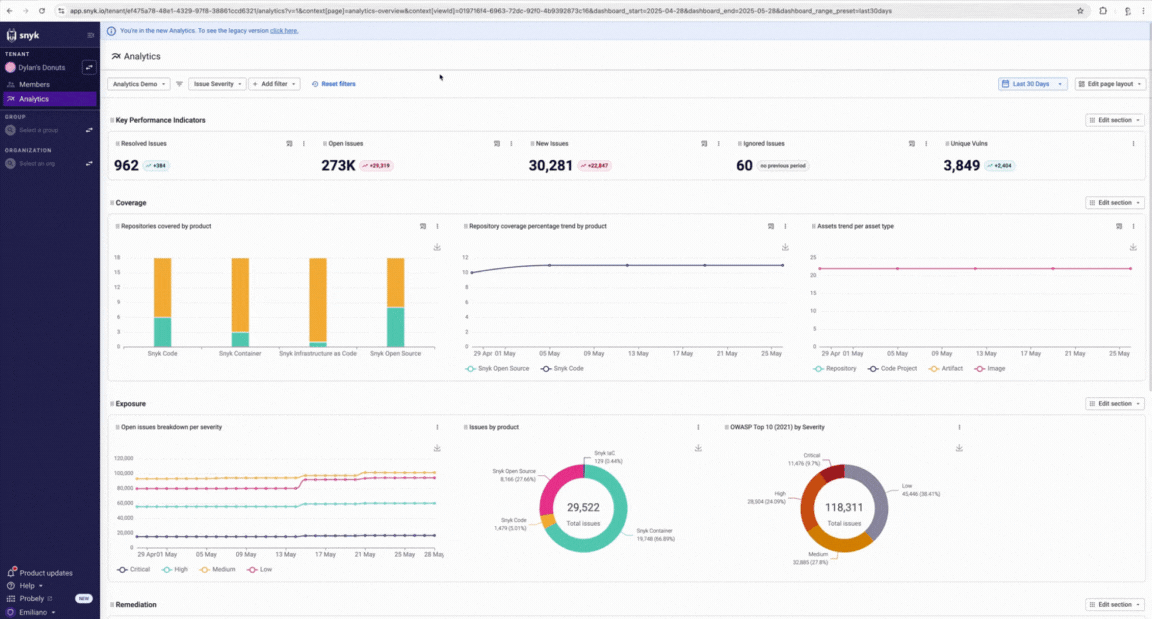 app.snyk.io/tenant/ef475a78-48e1-4329-97f8-38861ccd6321/analytics?v=1&context[page]=analytics-overview&context[viewId]=019716f4-6963-72dc-92f0-4b9392873c16&dashboard_start=2025-04-28&dashboard_end=2025-05-28&dashboard_range_preset=last30days
snyk
You're in the new Analytics. To see the legacy version click here.
TENANT
Dylan's Donuts
Members
Analytics
GROUP
Select a group
ORGANIZATION
Select an org
Product updates
Help
Probely
NEW
Emiliano
Analytics
Analytics Demo
Issue Severity
+ Add filter
Reset filters
Last 30 Days
Edit page layout
Key Performance Indicators
Edit section
Resolved Issues
962 +384
Open Issues
273K +29,319
New Issues
30,281 +22,847
Ignored Issues
60 no previous period
Unique Vulns
3,849 +2,404
Coverage
Edit section
Repositories covered by product
18
15
12
9
6
3
0
Snyk Code Snyk Container Snyk Infrastructure as Code Snyk Open Source
Repository coverage percentage trend by product
12
10
8
6
4
2
0
29 Apr 01 May 05 May 09 May 13 May 17 May 21 May 25 May
Snyk Open Source Snyk Code
Assets trend per asset type
25
20
15
10
5
0
29 Apr 01 May 05 May 09 May 13 May 17 May 21 May 25 May
Repository Code Project Artifact Image
Exposure
Edit section
Open issues breakdown per severity
120,000
100,000
80,000
60,000
40,000
20,000
0
29 Apr 01 May 05 May 09 May 13 May 17 May 21 May 25 May 28 May
Critical High Medium Low
Issues by product
Snyk IaC
129 (0.44%)
Snyk Open Source
8,166 (27.66%)
Snyk Code
1,479 (5.01%)
29,522
Total issues
Snyk Container
19,748 (66.89%)
OWASP Top 10 (2021) by Severity
Critical
11,476 (9.7%)
High
28,504 (24.09%)
118,311
Total issues
Low
45,446 (38.41%)
Medium
32,885 (27.8%)
Remediation
Edit section